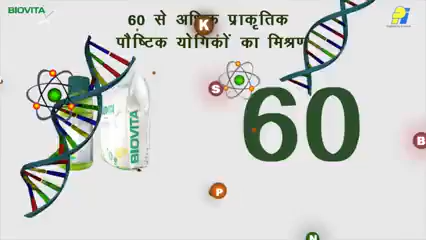 BIOVITA X
60 से अधिक प्राकृतिक
पौष्टिक योगिकों का मिश्रण
K
S
60
BIOVITA
B
P
N